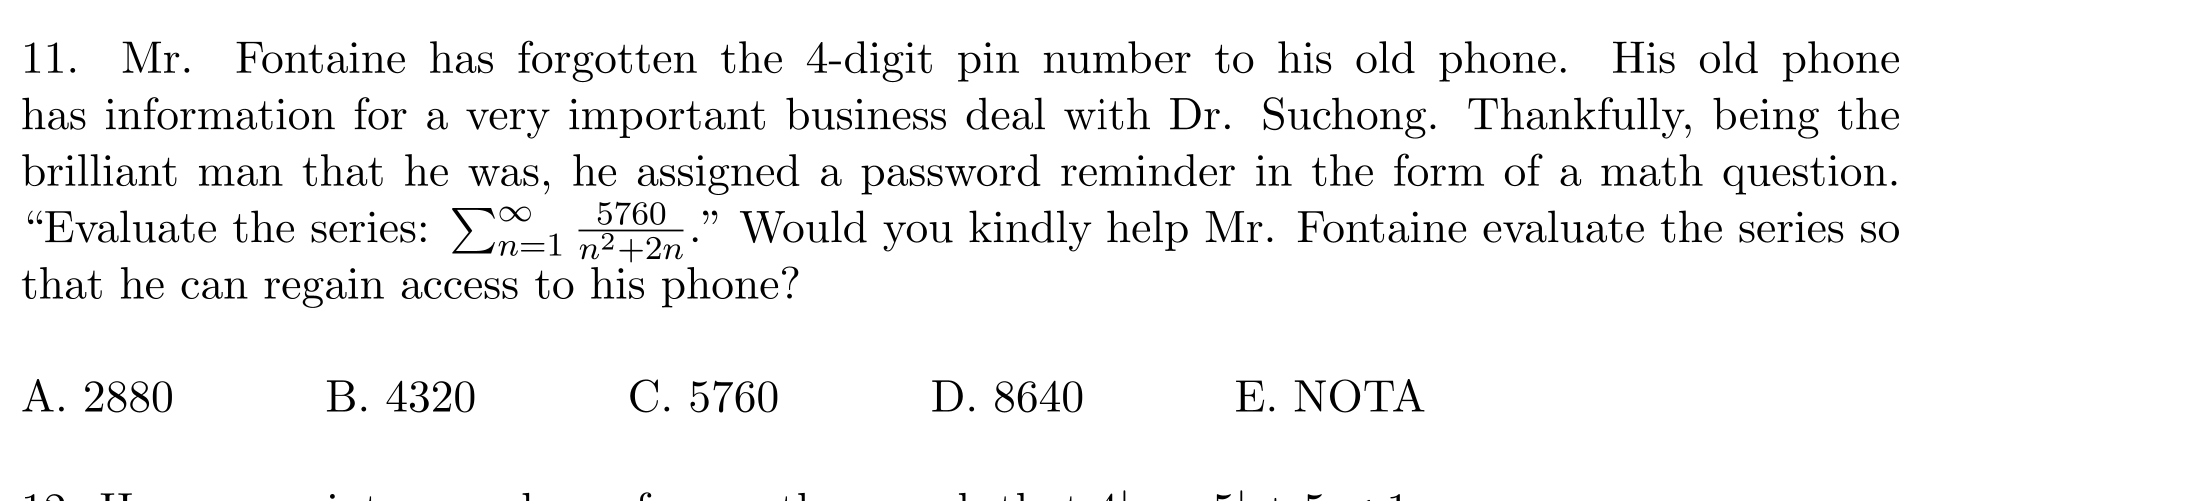 11. Mr. Fontaine has forgotten the 4-digit pin number to his old phone. His old phone
has information for a very important business deal with Dr. Suchong. Thankfully, being the
brilliant man that he was, he assigned a password reminder in the form of a math question.
“Evaluate the series: ∑_{n=1}^{∞} \frac{5760}{n^2+2n}.” Would you kindly help Mr. Fontaine evaluate the series so
that he can regain access to his phone?
A. 2880 B. 4320 C. 5760 D. 8640 E. NOTA